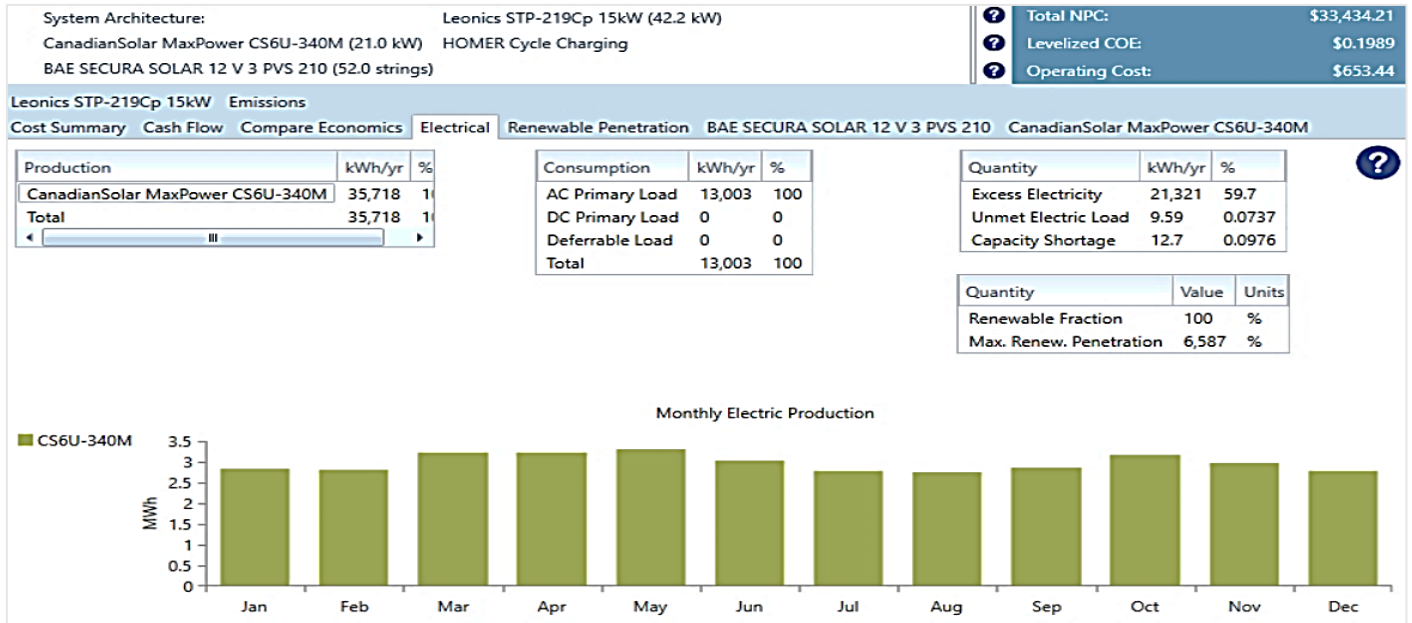 System Architecture: Leonics STP-219Cp 15kW (42.2 kW)
CanadianSolar MaxPower CS6U-340M (21.0 kW) HOMER Cycle Charging
BAE SECURA SOLAR 12 V 3 PVS 210 (52.0 strings)
? Total NPC: $33,434.21
? Levelized COE: $0.1989
? Operating Cost: $653.44
Leonics STP-219Cp 15kW Emissions
Cost Summary Cash Flow Compare Economics Electrical Renewable Penetration BAE SECURA SOLAR 12 V 3 PVS 210 CanadianSolar MaxPower CS6U-340M
Production kWh/yr %
CanadianSolar MaxPower CS6U-340M 35,718 10
Total 35,718 10
Consumption kWh/yr %
AC Primary Load 13,003 100
DC Primary Load 0 0
Deferrable Load 0 0
Total 13,003 100
Quantity kWh/yr %
Excess Electricity 21,321 59.7
Unmet Electric Load 9.59 0.0737
Capacity Shortage 12.7 0.0976
?
Quantity Value Units
Renewable Fraction 100 %
Max. Renew. Penetration 6,587 %
Monthly Electric Production
CS6U-340M
MWh
3.5
3
2.5
2
1.5
1
0.5
0
Jan Feb Mar Apr May Jun Jul Aug Sep Oct Nov Dec